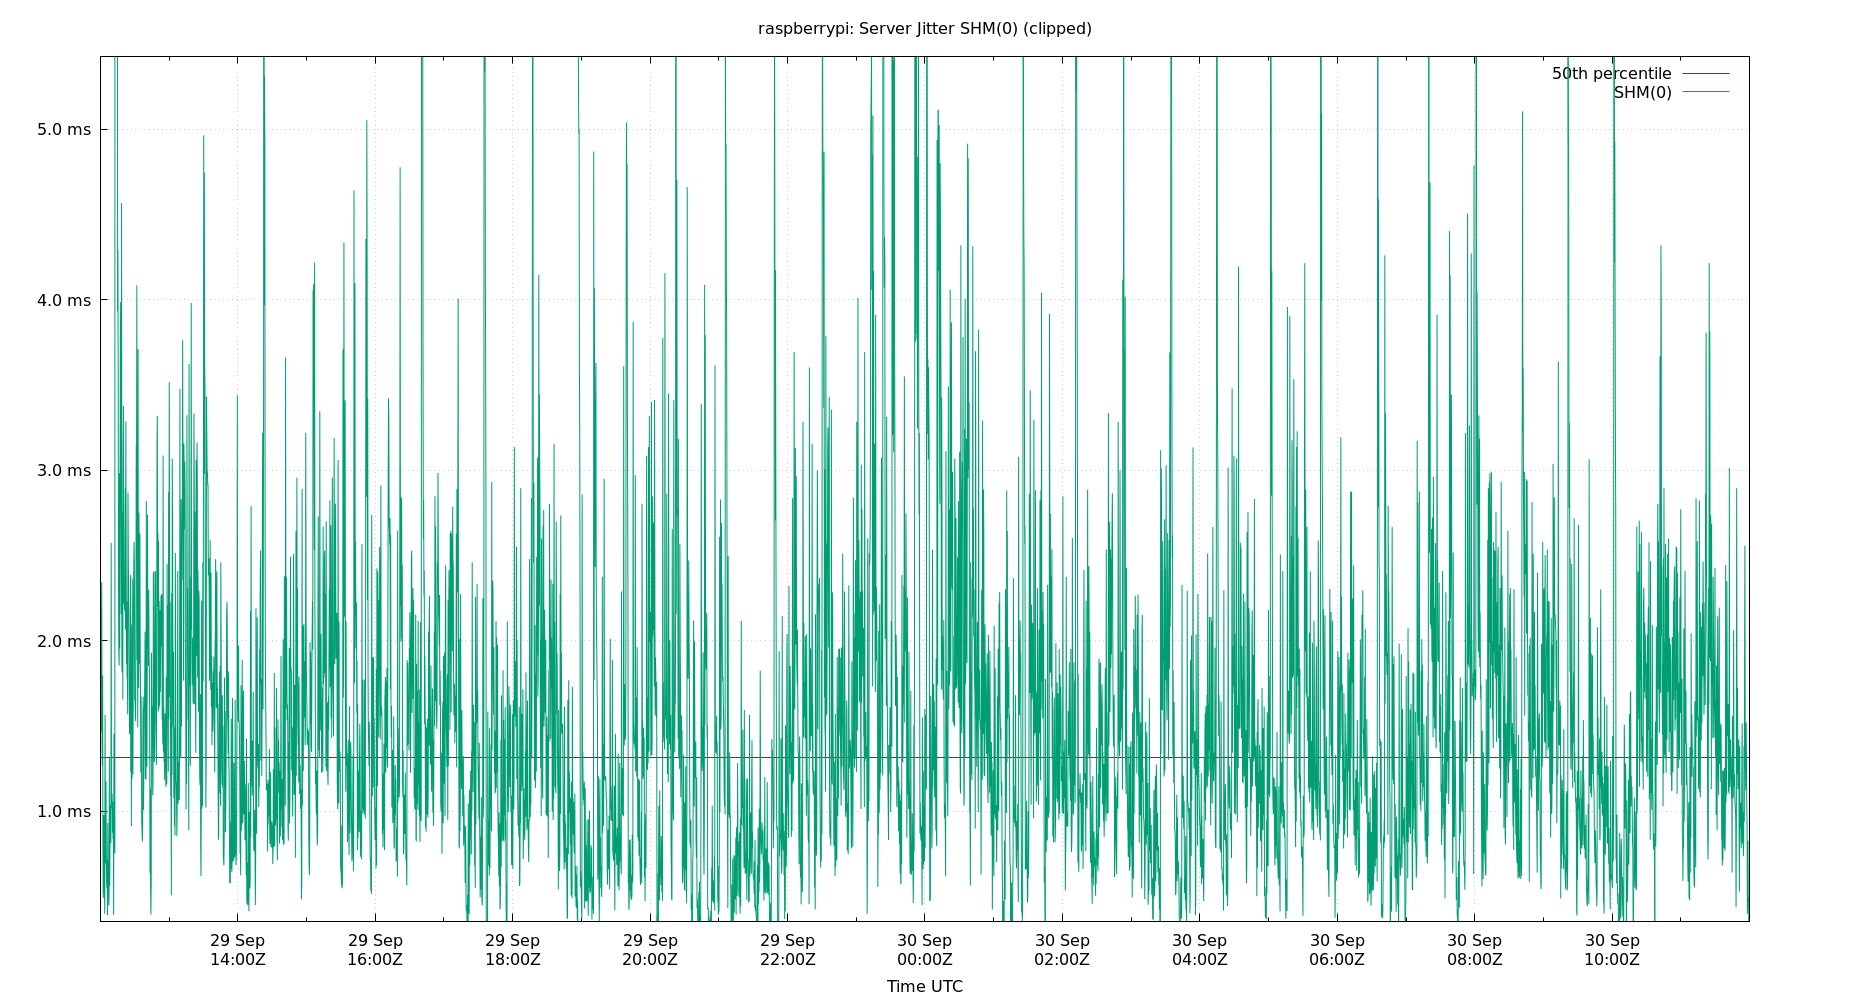 raspberrypi: Server Jitter SHM(0) (clipped)
50th percentile
SHM(0)
5.0 ms
4.0 ms
3.0 ms
2.0 ms
1.0 ms
29 Sep 29 Sep 29 Sep 29 Sep 29 Sep 30 Sep 30 Sep 30 Sep 30 Sep 30 Sep 30 Sep
14:00Z 16:00Z 18:00Z 20:00Z 22:00Z 00:00Z 02:00Z 04:00Z 06:00Z 08:00Z 10:00Z
Time UTC